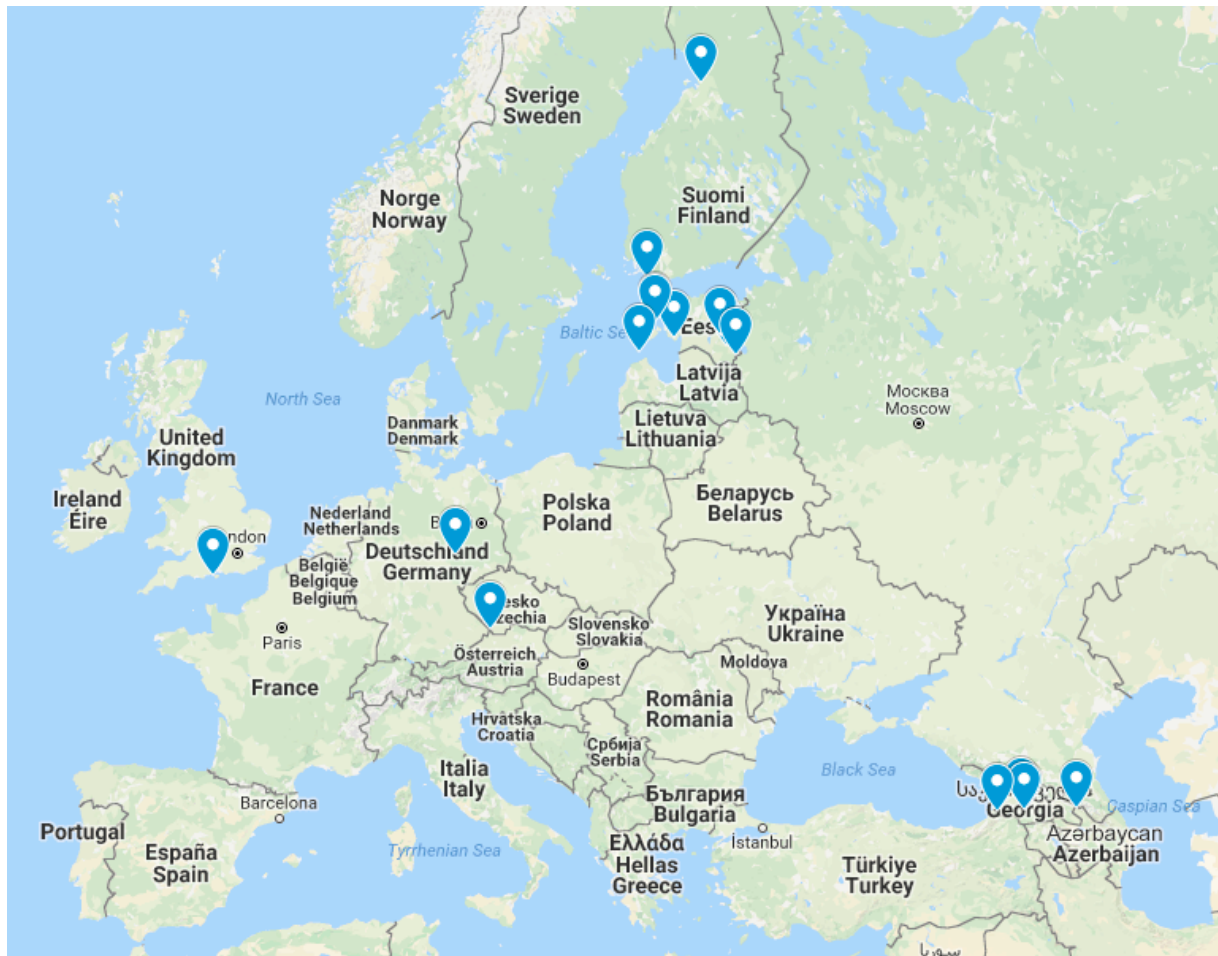 Sverige
Sweden
Norge
Norway
Suomi
Finland
Baltic Se
Ees
Latvija
Latvia
North Sea
Москва
Moscow
Danmark
Denmark
Lietuva
Lithuania
United
Kingdom
Ireland
Éire
Беларусь
Belarus
Polska
Poland
Nederland
Netherlands
B
ndon
Deutschland
Germany
België
Belgique
Belgium
esko
zechia
Україна
Ukraine
Slovensko
Slovakia
Paris
Österreich
Austria
Moldova
Budapest
France
România
Romania
Hrvatska
Croatia
Србија
Serbia
Italia
Italy
Black Sea
Georgia
Caspian Sea
България
Bulgaria
Barcelona
Portugal
Azərbaycan
Azerbaijan
İstanbul
Ελλάδα
Hellas
Greece
Tyrrhenian Sea
España
Spain
Türkiye
Turkey